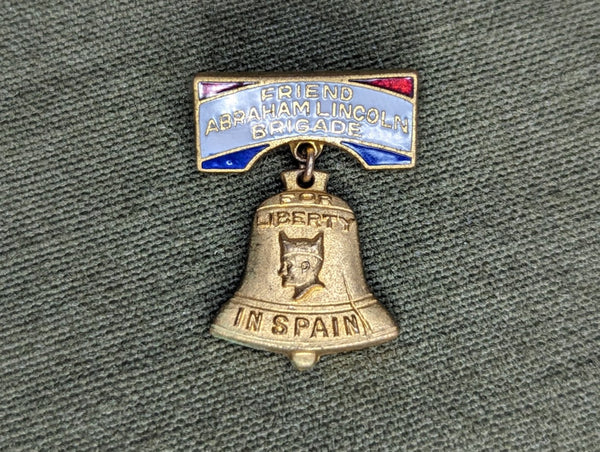 FRIEND
ABRAHAM LINCOLN
BRIGADE
FOR
LIBERTY
IN SPAIN